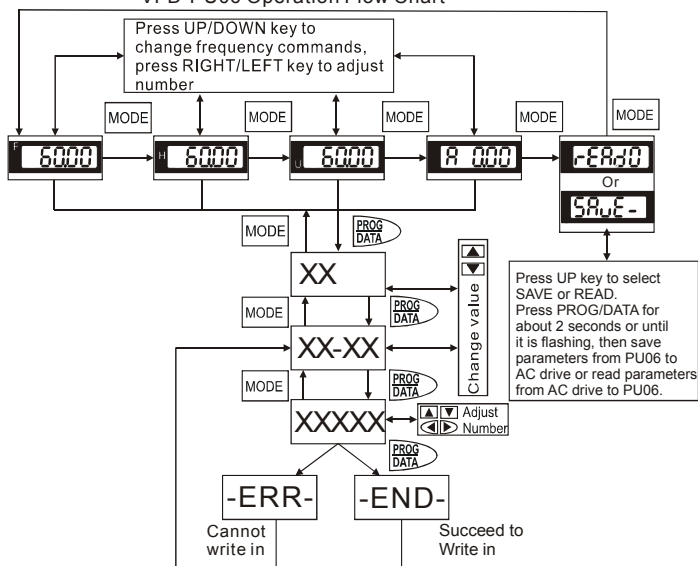 VFD-PU06 Operation Flow Chart
Press UP/DOWN key to
change frequency commands,
press RIGHT/LEFT key to adjust
number
MODE
MODE
MODE
MODE
MODE
F 60.00
H 60.00
U 60.00
A 0.00
rEAd0
Or
SAvE-
MODE
PROG
DATA
XX
MODE
PROG
DATA
XX-XX
MODE
PROG
DATA
XXXXX
PROG
DATA
Change value
Adjust
Number
Press UP key to select
SAVE or READ.
Press PROG/DATA for
about 2 seconds or until
it is flashing, then save
parameters from PU06 to
AC drive or read parameters
from AC drive to PU06.
-ERR-
-END-
Cannot
write in
Succeed to
Write in